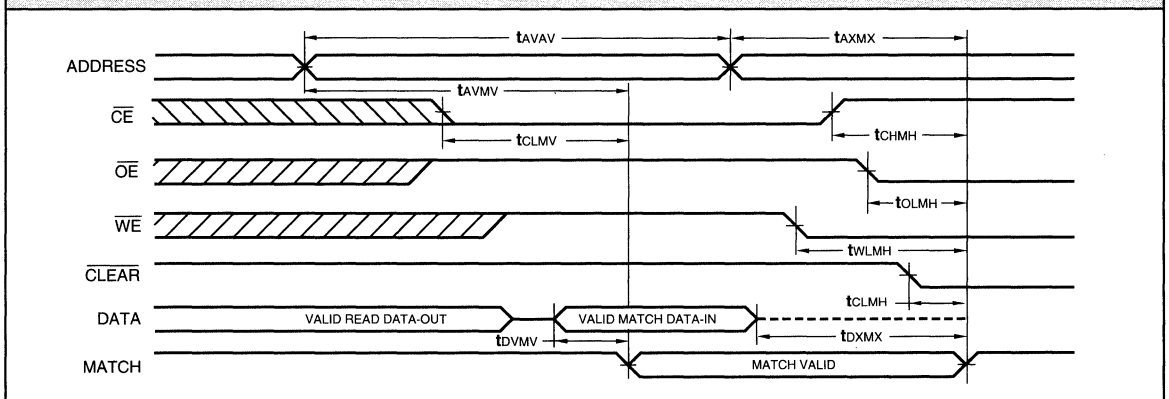 tAVAV
tAXMX
ADDRESS
tAVMV
CE
tCLMV
tCHMH
OE
tOLMH
WE
tWLMH
CLEAR
tCLMH
DATA
VALID READ DATA-OUT
VALID MATCH DATA-IN
tDVMV
tDXMX
MATCH
MATCH VALID